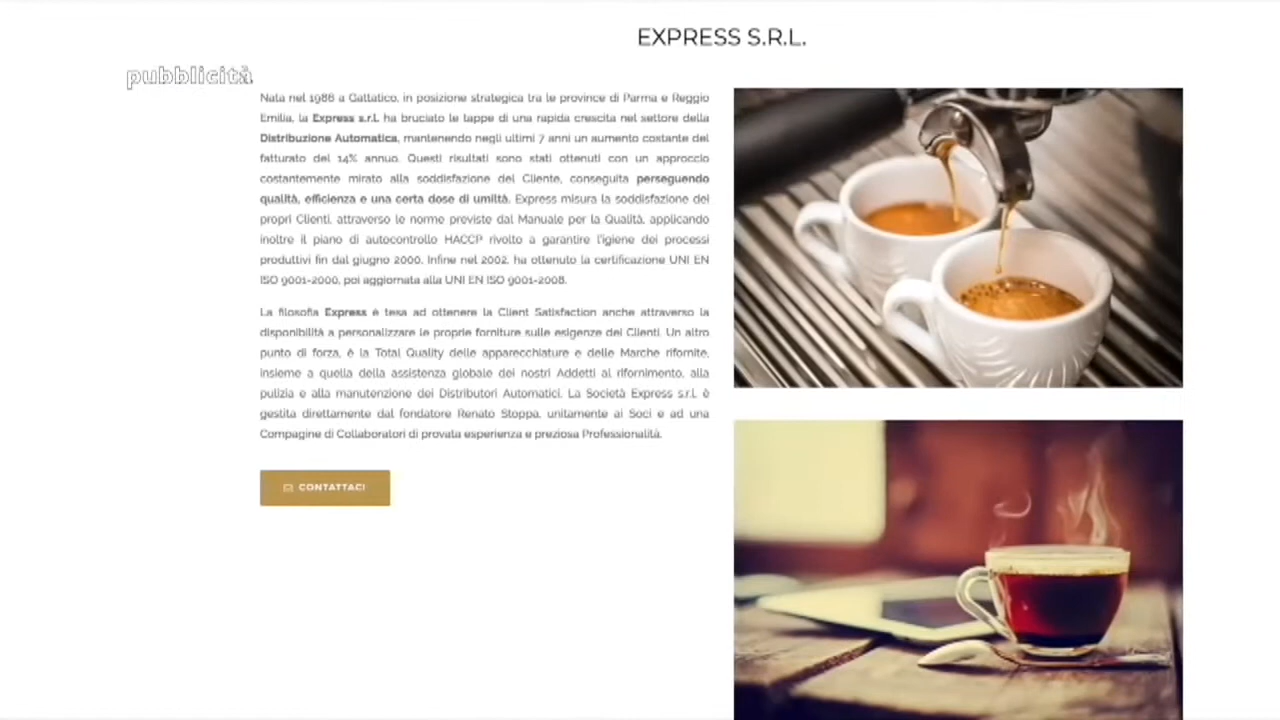 EXPRESS S.R.L.
pubblicità
Nata nel 1986 a Gattatico, in posizione strategica tra le province di Parma e Reggio
Emilia, la Express s.r.l. ha bruciato le tappe di una rapida crescita nel settore della
Distribuzione Automatica, mantenendo negli ultimi 7 anni un aumento costante del
fatturato del 14% annuo. Questi risultati sono stati ottenuti con un approccio
costantemente mirato alla soddisfazione del Cliente, conseguita perseguendo
qualità, efficienza e una certa dose di umiltà. Express misura la soddisfazione dei
propri Clienti, attraverso le norme previste dal Manuale per la Qualità, applicando
inoltre il piano di autocontrollo HACCP rivolto a garantire l'igiene dei processi
produttivi fin dal giugno 2000. Infine nel 2002, ha ottenuto la certificazione UNI EN
ISO 9001-2000, poi aggiornata alla UNI EN ISO 9001-2008.
La filosofia Express è tesa ad ottenere la Client Satisfaction anche attraverso la
disponibilità a personalizzare le proprie forniture sulle esigenze dei Clienti. Un altro
punto di forza, è la Total Quality delle apparecchiature e delle Marche rifornite,
insieme a quella della assistenza globale dei nostri Addetti al rifornimento, alla
pulizia e alla manutenzione dei Distributori Automatici. La Società Express s.r.l. è
gestita direttamente dal fondatore Renato Stoppa, unitamente ai Soci e ad una
Compagine di Collaboratori di provata esperienza e preziosa Professionalità.
CONTATTACI